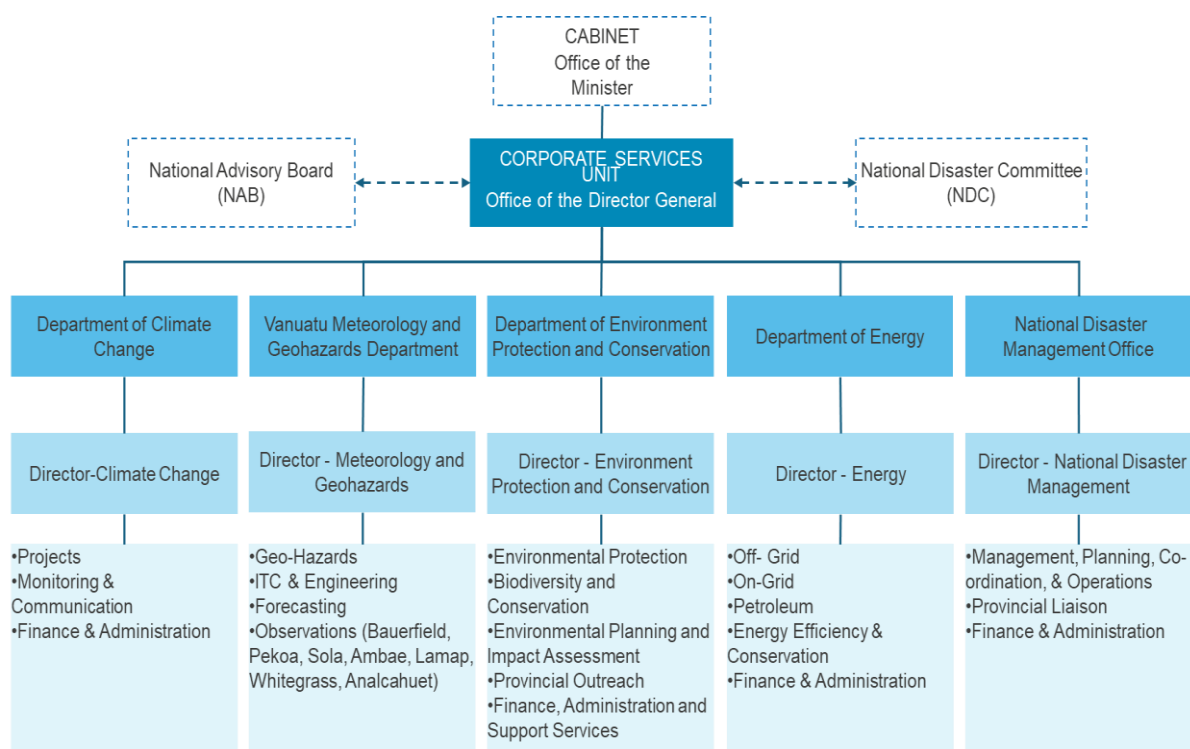 CABINET
Office of the
Minister
National Advisory Board
(NAB)
CORPORATE SERVICES
UNIT
Office of the Director General
National Disaster Committee
(NDC)
Department of Climate
Change
Vanuatu Meteorology and
Geohazards Department
Department of Environment
Protection and Conservation
Department of Energy
National Disaster
Management Office
Director-Climate Change
Director - Meteorology and
Geohazards
Director - Environment
Protection and Conservation
Director - Energy
Director - National Disaster
Management
•Projects
•Monitoring &
Communication
•Finance & Administration
•Geo-Hazards
•ITC & Engineering
•Forecasting
•Observations (Bauerfield,
Pekoa, Sola, Ambae, Lamap,
Whitegrass, Analcahuet)
•Environmental Protection
•Biodiversity and
Conservation
•Environmental Planning and
Impact Assessment
•Provincial Outreach
•Finance, Administration and
Support Services
•Off- Grid
•On-Grid
•Petroleum
•Energy Efficiency &
Conservation
•Finance & Administration
•Management, Planning, Co-
ordination, & Operations
•Provincial Liaison
•Finance & Administration